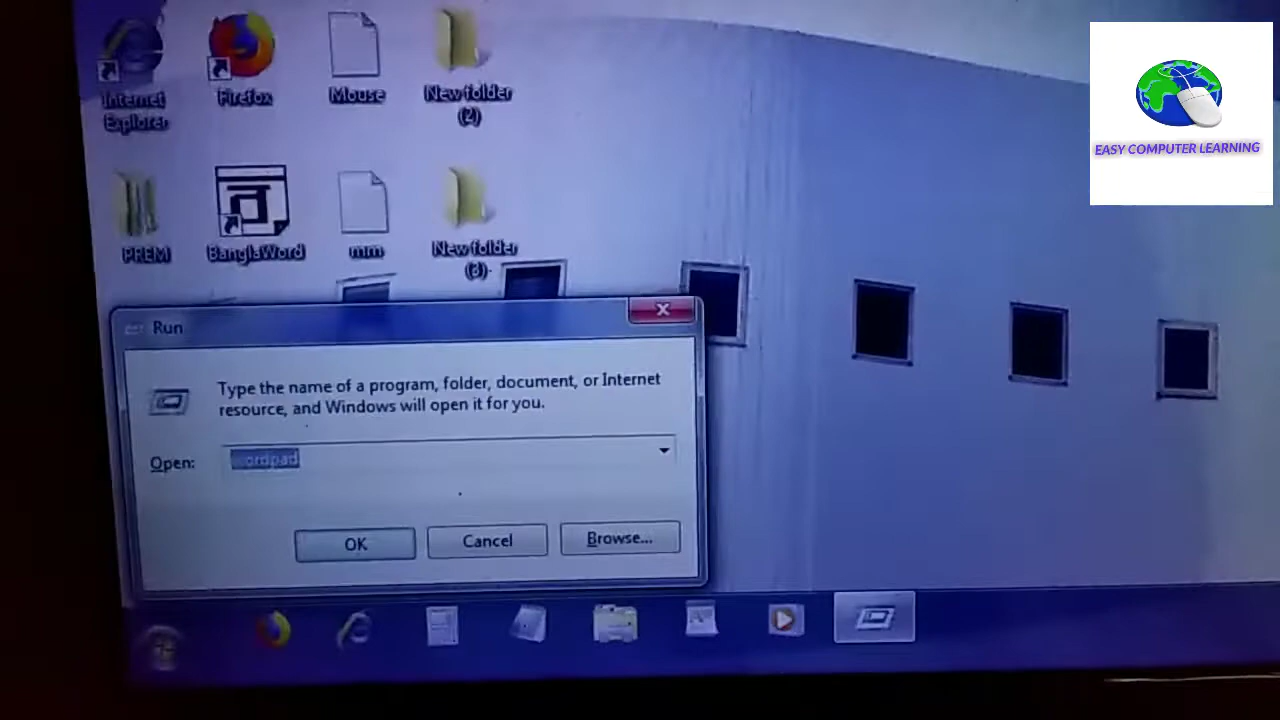 Internet
Explorer
Firefox
Mouse
New folder
(2)
EASY COMPUTER LEARNING
PREM
BanglaWord
mm
New folder
(3)
Run
Type the name of a program, folder, document, or Internet
resource, and Windows will open it for you.
Open:
wordpad
OK
Cancel
Browse...